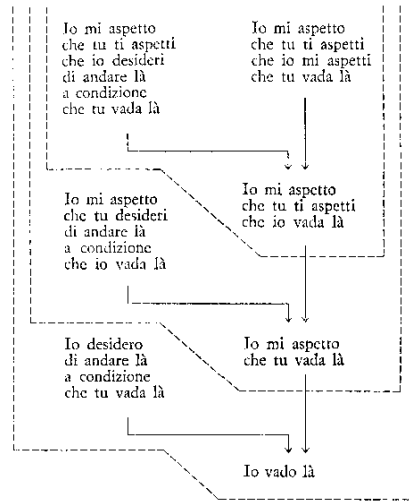 Io mi aspetto
che tu ti aspetti
che io desideri
di andare là
a condizione
che tu vada là
Io mi aspetto
che tu ti aspetti
che io mi aspetti
che tu vada là
Io mi aspetto
che tu desideri
di andare là
a condizione
che io vada là
Io mi aspetto
che tu ti aspetti
che io vada là
Io desidero
di andare là
a condizione
che tu vada là
Io mi aspetto
che tu vada là
Io vado là